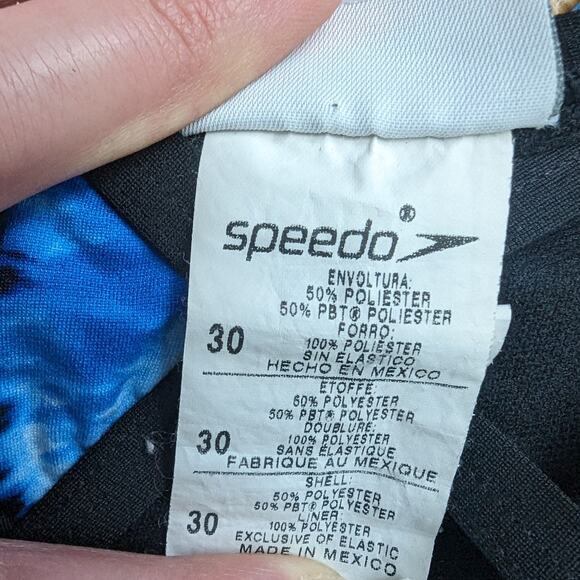 speedo®
ENVOLTURA:
50% POLIESTER
50% PBT® POLIESTER
FORRO:
30
100% POLIESTER
SIN ELASTICO
HECHO EN MEXICO
ETOFFE:
50% POLYESTER
50% PBT® POLYESTER
DOUBLURE:
30
100% POLYESTER
SANS ELASTIQUE
FABRIQUE AU MEXIQUE
SHELL:
50% POLYESTER
50% PBT® POLYESTER
LINER:
30
100% POLYESTER
EXCLUSIVE OF ELASTIC
MADE IN MEXICO